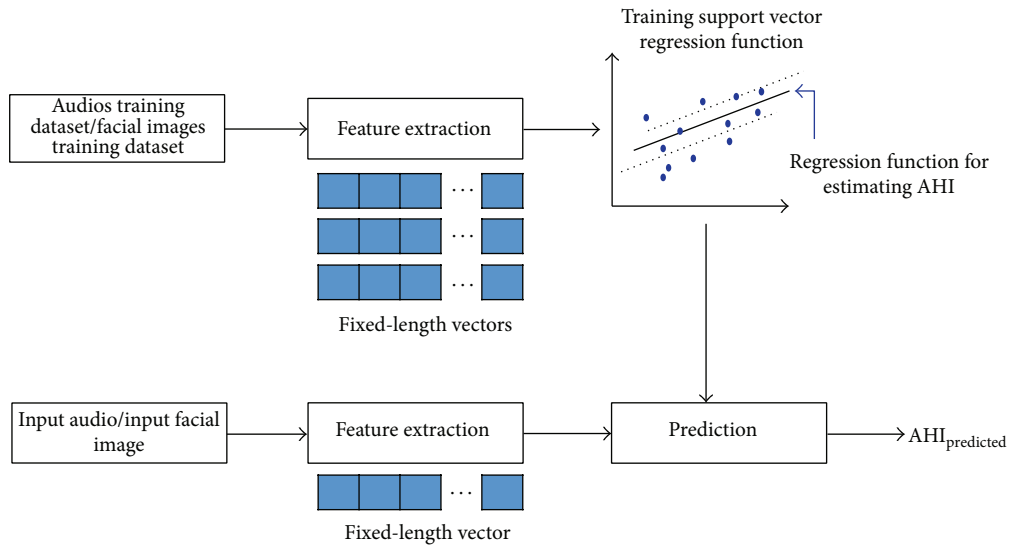 Training support vector
regression function
Audios training
dataset/facial images
training dataset
Feature extraction
Regression function for
estimating AHI
...
...
...
Fixed-length vectors
Input audio/input facial
image
Feature extraction
Prediction
AHIpredicted
...
Fixed-length vector